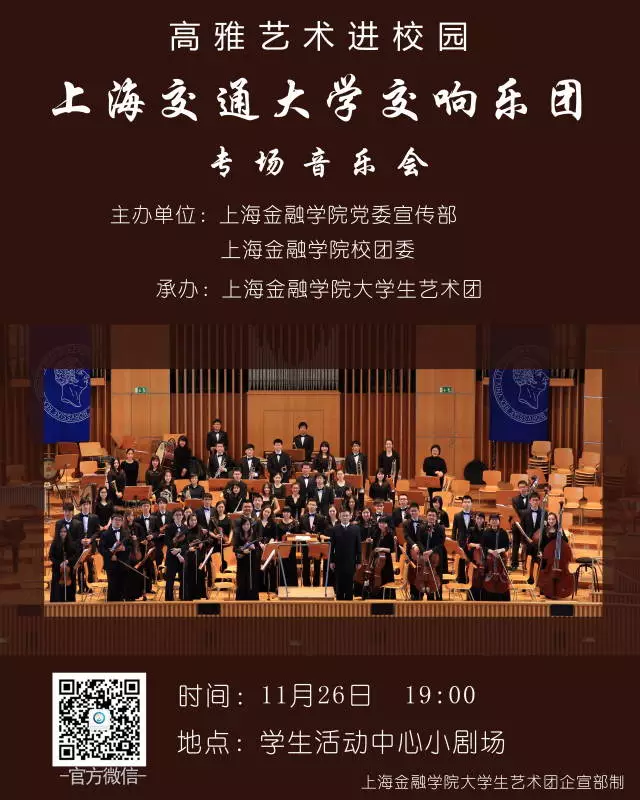 高雅艺术进校园
上海交通大学交响乐团
专场音乐会
主办单位：上海金融学院党委宣传部
上海金融学院校团委
承办：上海金融学院大学生艺术团
时间：11月26日 19:00
地点：学生活动中心小剧场
-官方微信-
上海金融学院大学生艺术团企宣部制